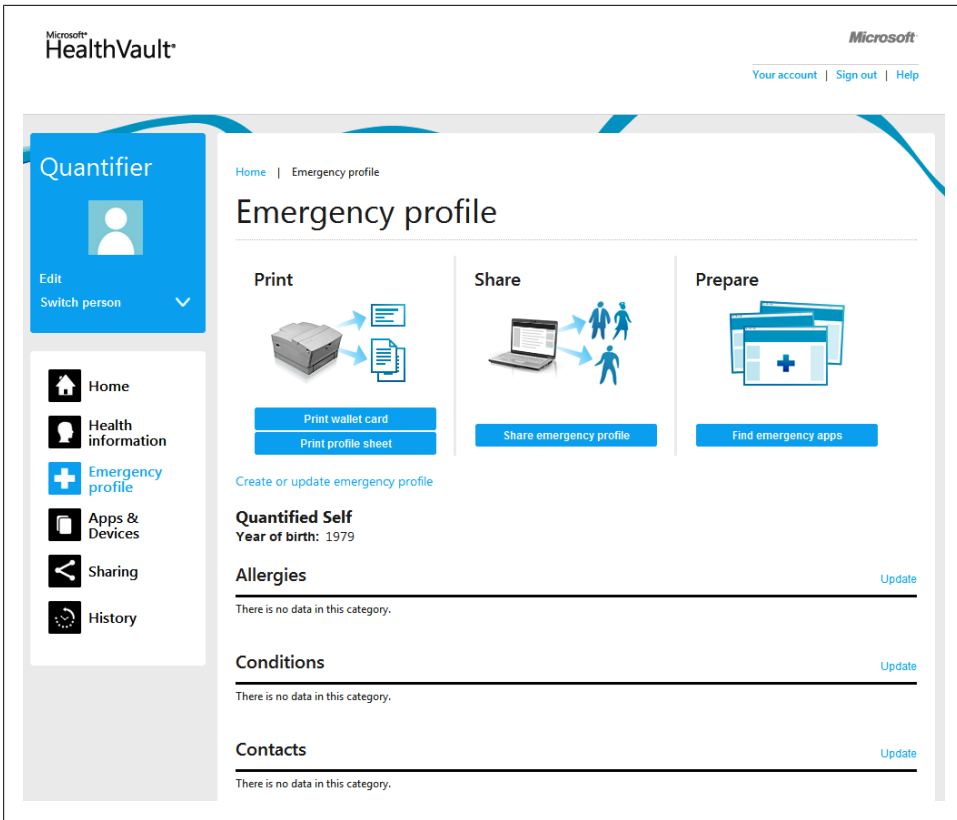 Microsoft®
HealthVault®
Microsoft
Your account | Sign out | Help
Quantifier
Edit
Switch person
Home
Health
information
Emergency
profile
Apps &
Devices
Sharing
History
Home | Emergency profile
Emergency profile
Print
Print wallet card
Print profile sheet
Share
Share emergency profile
Prepare
Find emergency apps
Create or update emergency profile
Quantified Self
Year of birth: 1979
Allergies
Update
There is no data in this category.
Conditions
Update
There is no data in this category.
Contacts
Update
There is no data in this category.